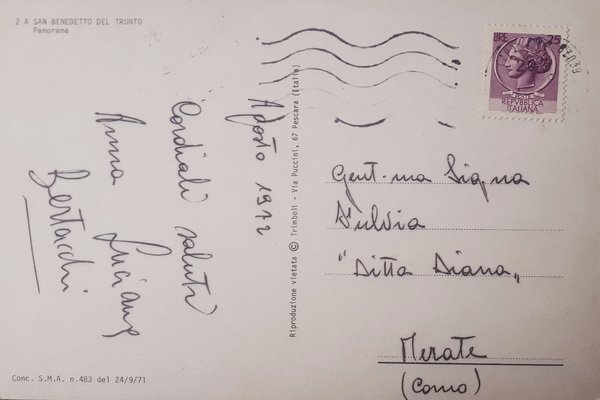 2 A SAN BENEDETTO DEL TRONTO
Panorama
Agosto 1972
Cordiali saluti
Anna Luciano
Bertacchi
Riproduzione vietata © Trimboli - Via Puccini, 67 Pescara (Italia)
LIRE 25
POSTE
REPVBBLICA
ITALIANA
Gent.ma Signa
Fulvia
"Ditta Diana"
Merate
(Como)
Conc. S.M.A. n.483 del 24/9/71